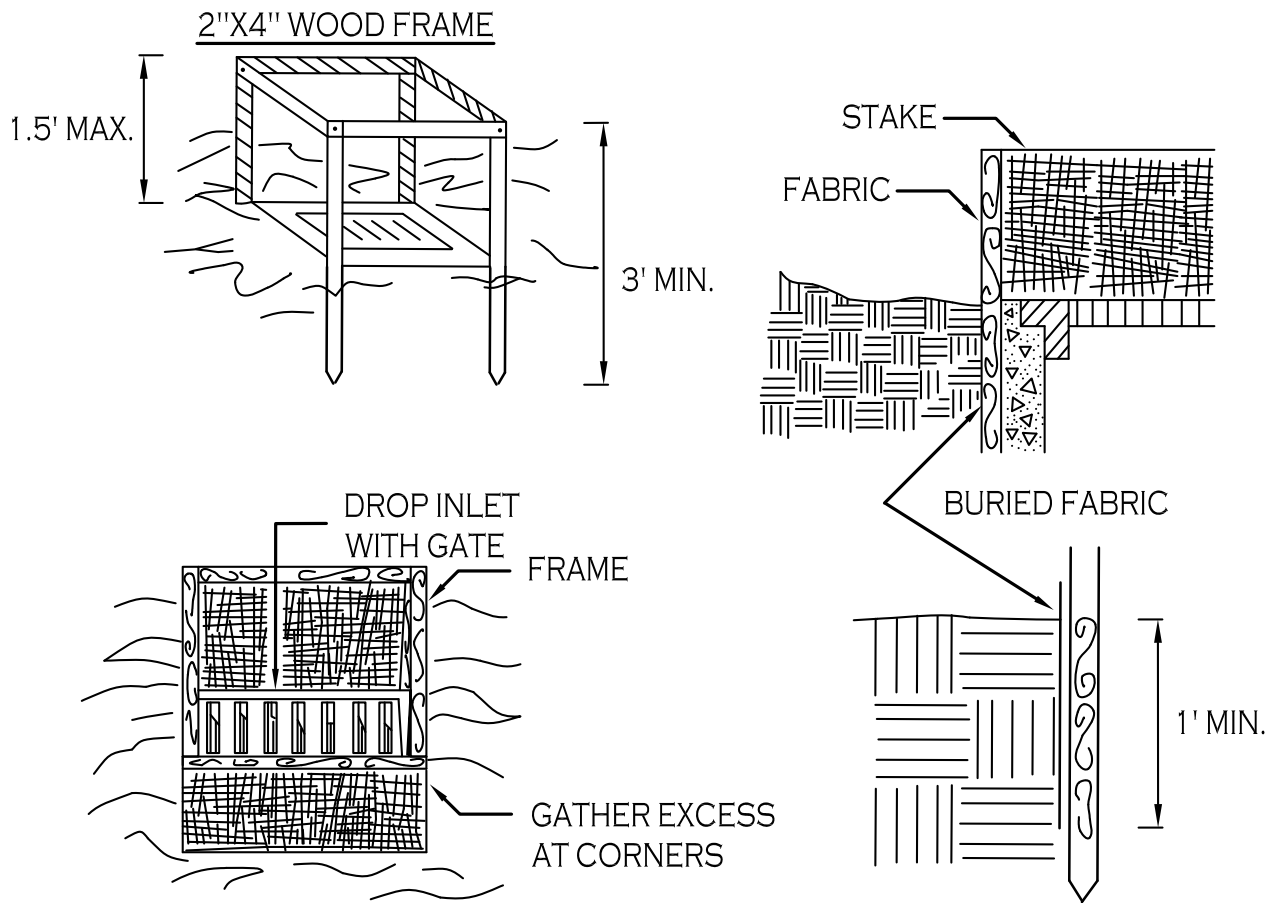 2"X4" WOOD FRAME
1.5' MAX.
3' MIN.
STAKE
FABRIC
BURIED FABRIC
1' MIN.
DROP INLET
WITH GATE
FRAME
GATHER EXCESS
AT CORNERS